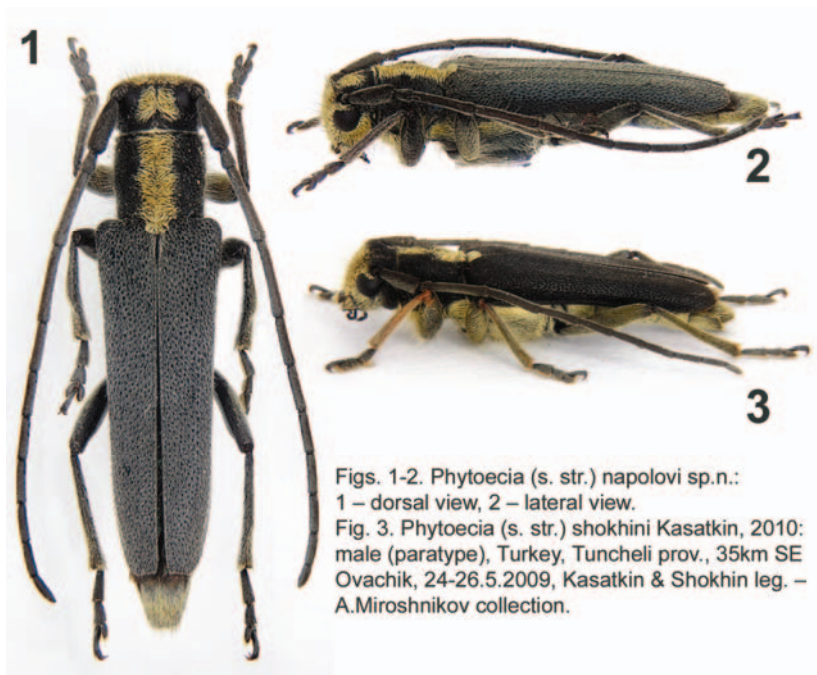 1
2
3
Figs. 1-2. Phytoecia (s. str.) napolovi sp.n.:
1 – dorsal view, 2 – lateral view.
Fig. 3. Phytoecia (s. str.) shokhini Kasatkin, 2010:
male (paratype), Turkey, Tuncheli prov., 35km SE
Ovachik, 24-26.5.2009, Kasatkin & Shokhin leg. –
A.Miroshnikov collection.